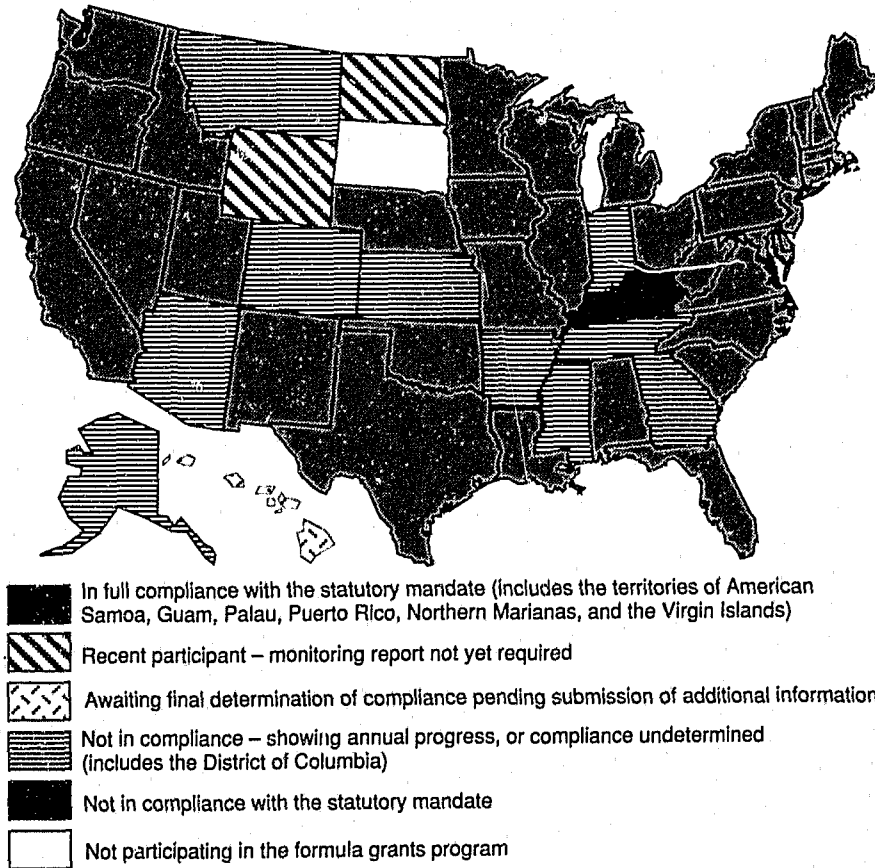 In full compliance with the statutory mandate (includes the territories of American
Samoa, Guam, Palau, Puerto Rico, Northern Marianas, and the Virgin Islands)
Recent participant – monitoring report not yet required
Awaiting final determination of compliance pending submission of additional information
Not in compliance – showing annual progress, or compliance undetermined
(includes the District of Columbia)
Not in compliance with the statutory mandate
Not participating in the formula grants program